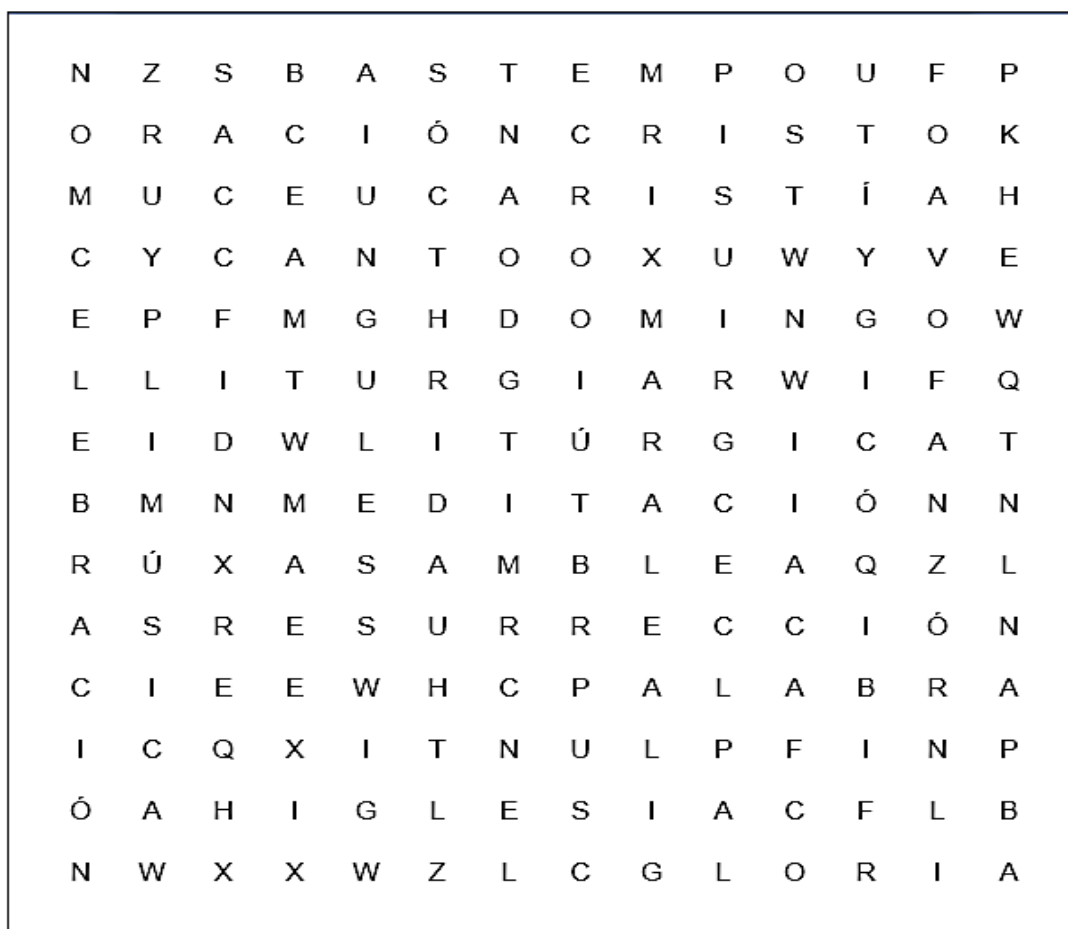 N Z S B A S T E M P O U F P
O R A C I Ó N C R I S T O K
M U C E U C A R I S T Í A H
C Y C A N T O O X U W Y V E
E P F M G H D O M I N G O W
L L I T U R G I A R W I F Q
E I D W L I T Ú R G I C A T
B M N M E D I T A C I Ó N N
R Ú X A S A M B L E A Q Z L
A S R E S U R R E C C I Ó N
C I E E W H C P A L A B R A
I C Q X I T N U L P F I N P
Ó A H I G L E S I A C F L B
N W X X W Z L C G L O R I A